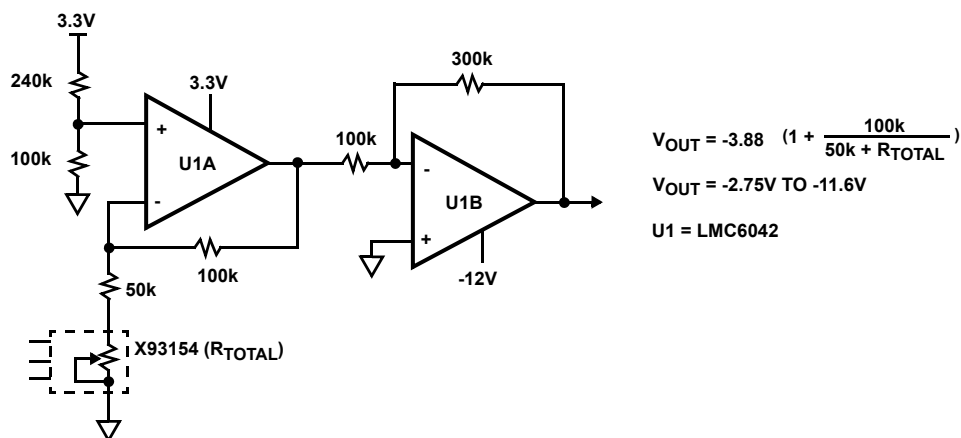 3.3V
240k
100k
+
-
U1A
3.3V
100k
50k
X93154 (RTOTAL)
100k
300k
-
+
U1B
-12V
VOUT = -3.88 (1 + 100k / 50k + RTOTAL )
VOUT = -2.75V TO -11.6V
U1 = LMC6042